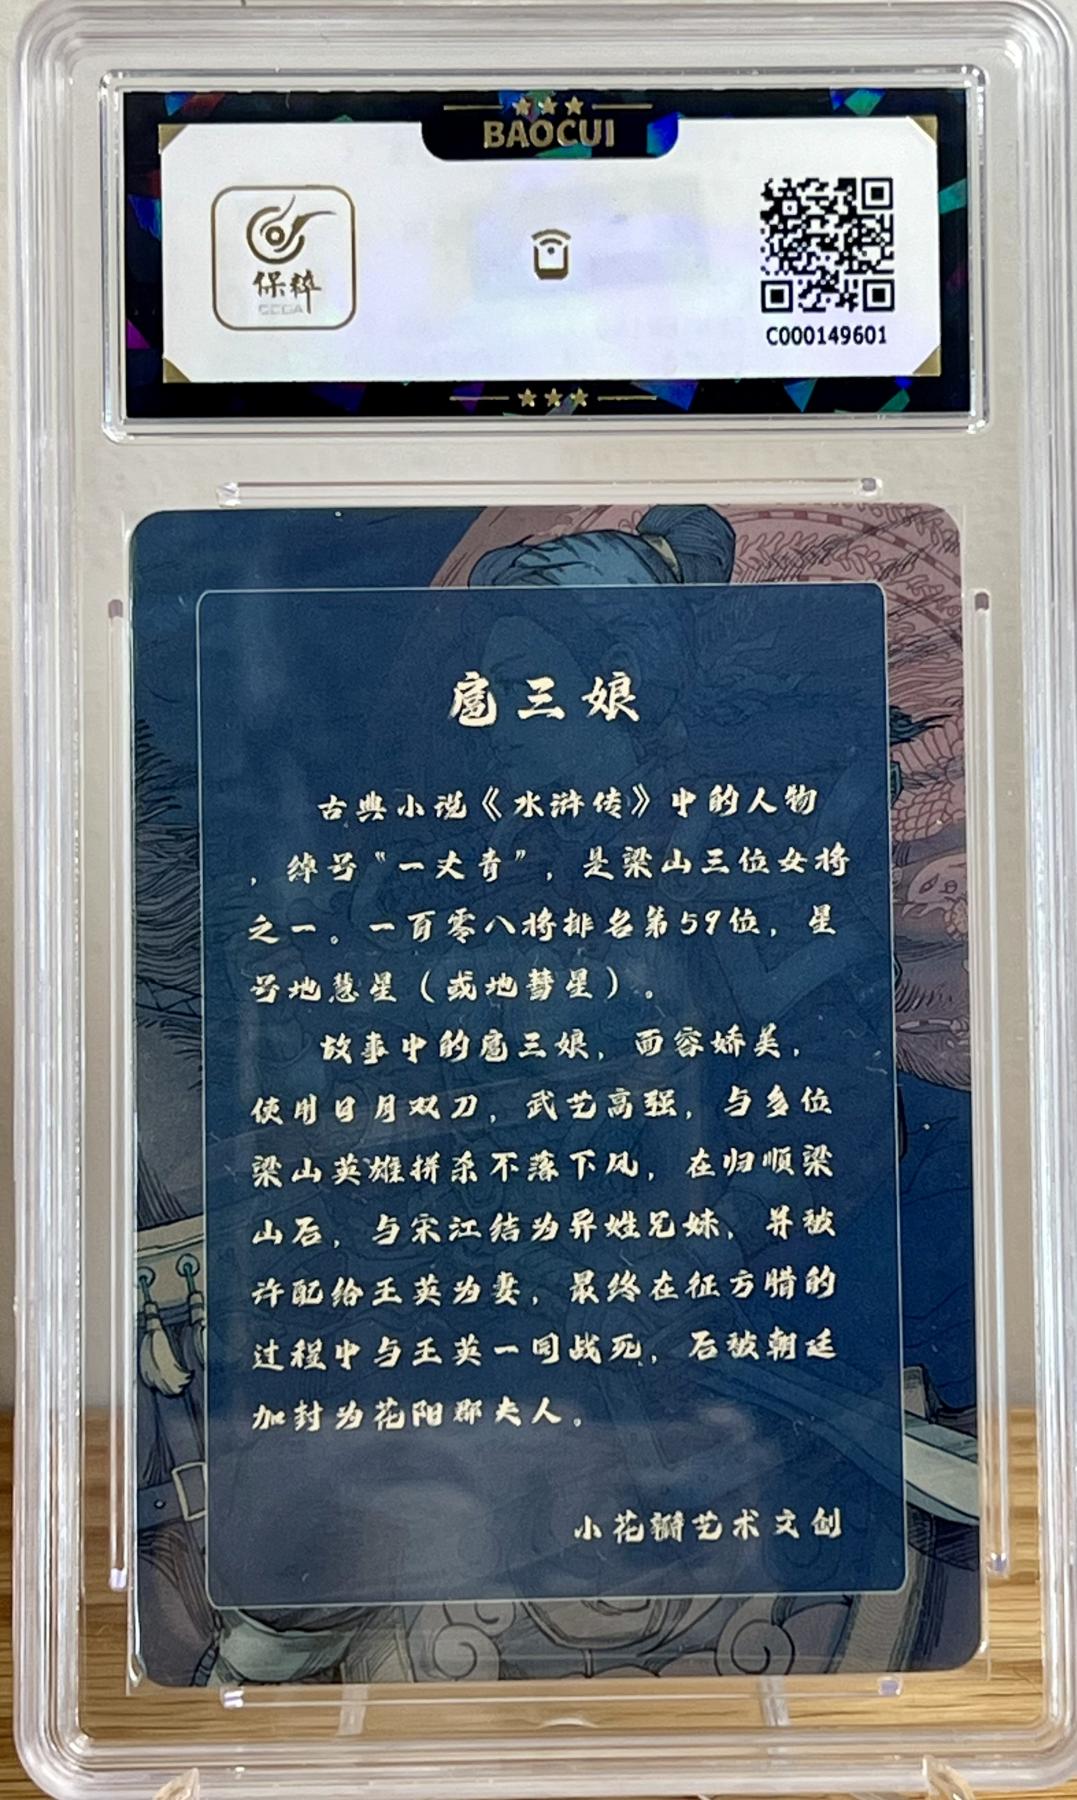 BAOCUI
保粹
CCGA
C000149601
扈三娘
古典小说《水浒传》中的人物
，绰号“一丈青”，是梁山三位女将
之一。一百零八将排名第59位，星
号地慧星（或地彗星）。
故事中的扈三娘，面容娇美，
使用日月双刀，武艺高强，与多位
梁山英雄拼杀不落下风，在归顺梁
山后，与宋江结为异姓兄妹，并被
许配给王英为妻，最终在征方腊的
过程中与王英一同战死，后被朝廷
加封为花阳郡夫人。
小花瓣艺术文创